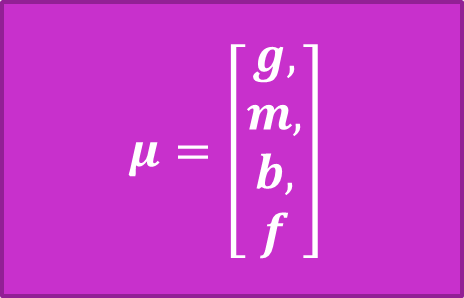 μ = [g,
m,
b,
f]